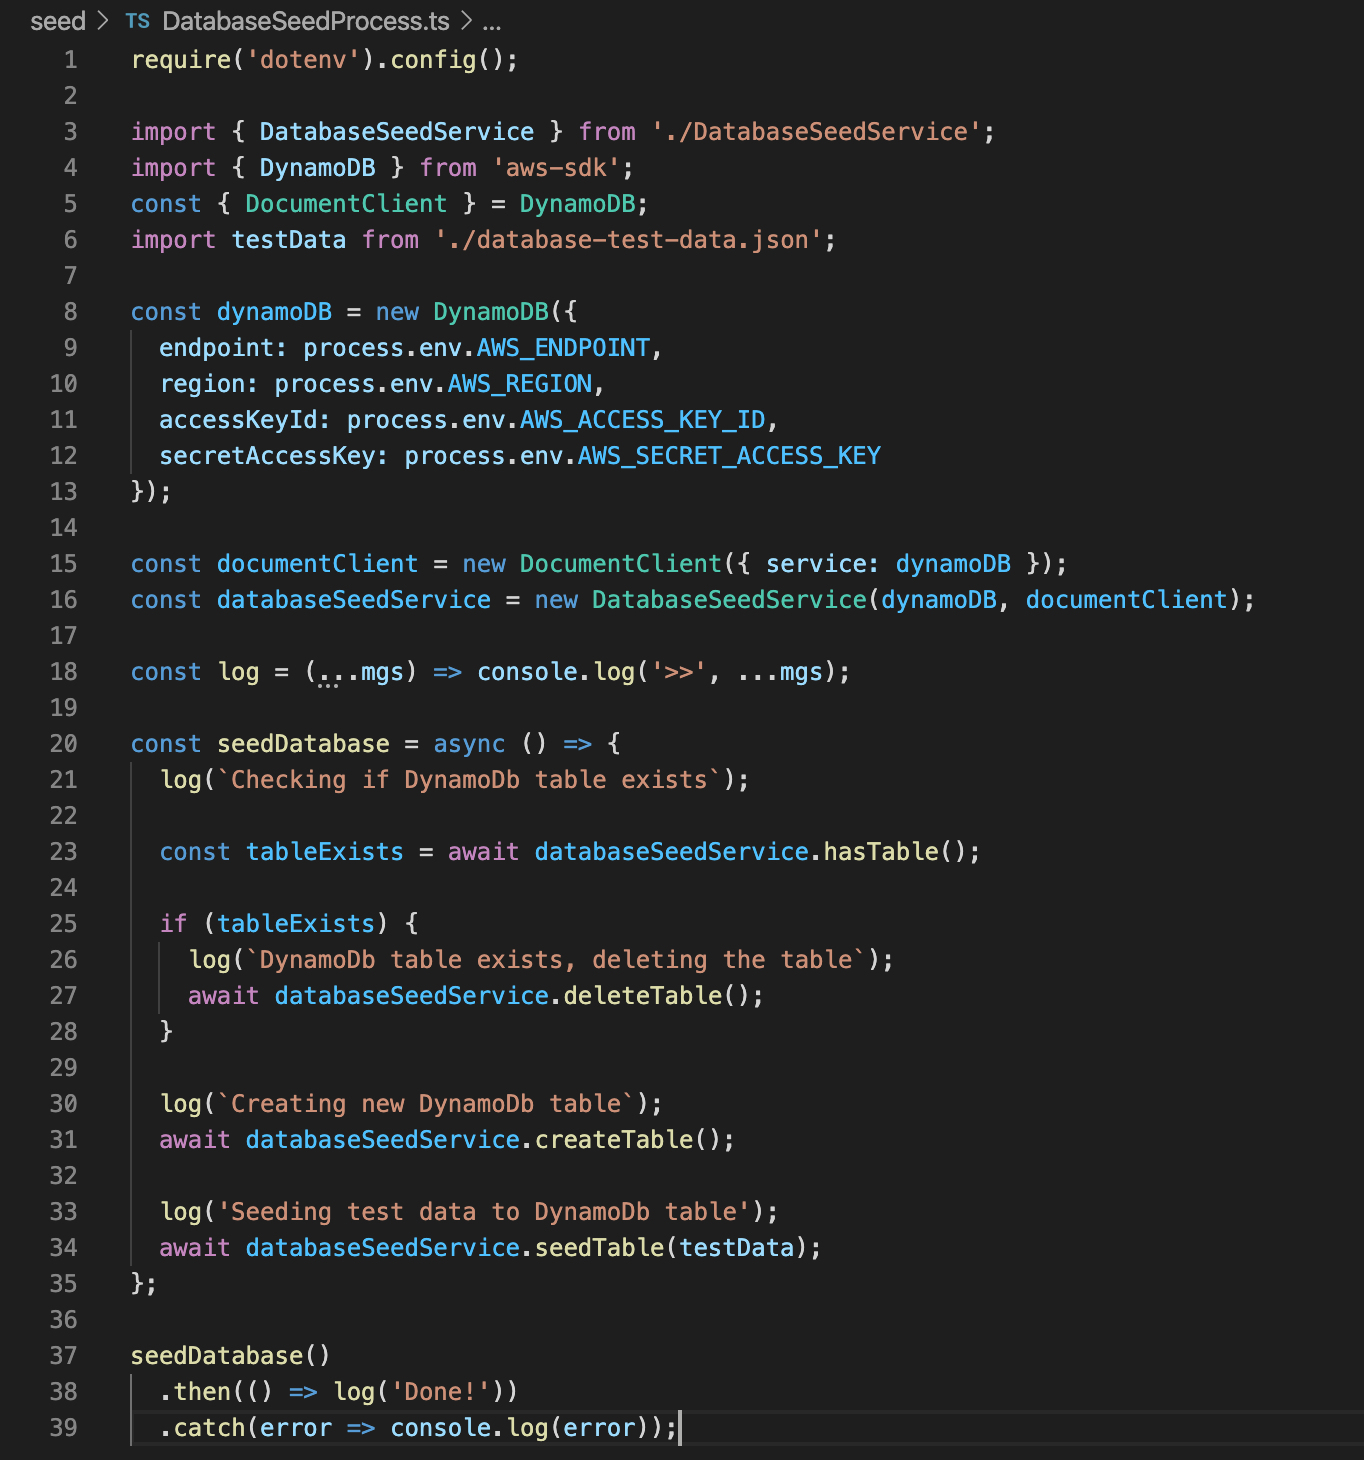 seed > TS DatabaseSeedProcess.ts > ...
1 require('dotenv').config();
2
3 import { DatabaseSeedService } from './DatabaseSeedService';
4 import { DynamoDB } from 'aws-sdk';
5 const { DocumentClient } = DynamoDB;
6 import testData from './database-test-data.json';
7
8 const dynamoDB = new DynamoDB({
9   endpoint: process.env.AWS_ENDPOINT,
10   region: process.env.AWS_REGION,
11   accessKeyId: process.env.AWS_ACCESS_KEY_ID,
12   secretAccessKey: process.env.AWS_SECRET_ACCESS_KEY
13 });
14
15 const documentClient = new DocumentClient({ service: dynamoDB });
16 const databaseSeedService = new DatabaseSeedService(dynamoDB, documentClient);
17
18 const log = (...mgs) => console.log('>>', ...mgs);
19
20 const seedDatabase = async () => {
21   log(`Checking if DynamoDb table exists`);
22
23   const tableExists = await databaseSeedService.hasTable();
24
25   if (tableExists) {
26     log(`DynamoDb table exists, deleting the table`);
27     await databaseSeedService.deleteTable();
28   }
29
30   log(`Creating new DynamoDb table`);
31   await databaseSeedService.createTable();
32
33   log('Seeding test data to DynamoDb table');
34   await databaseSeedService.seedTable(testData);
35 };
36
37 seedDatabase()
38   .then(() => log('Done!'))
39   .catch(error => console.log(error));